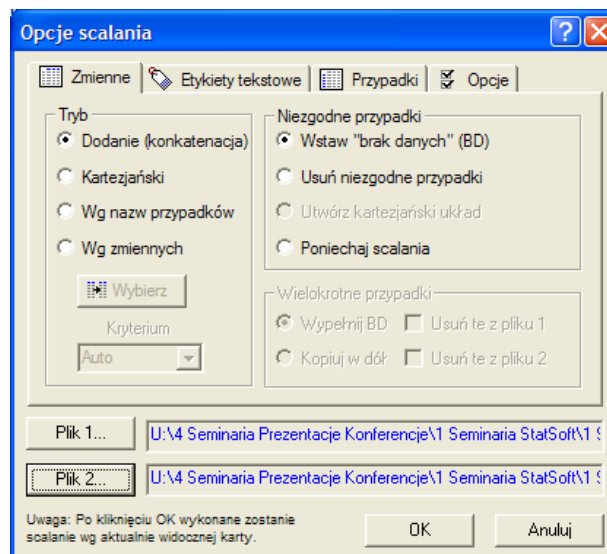 Opcje scalania
Zmienne Etykiety tekstowe Przypadki Opcje
Tryb
Dodanie (konkatenacja)
Kartezjański
Wg nazw przypadków
Wg zmiennych
Wybierz
Kryterium
Auto
Niezgodne przypadki
Wstaw "brak danych" (BD)
Usuń niezgodne przypadki
Utwórz kartezjański układ
Poniechaj scalania
Wielokrotne przypadki
Wypełnij BD Usuń te z pliku 1
Kopiuj w dół Usuń te z pliku 2
Plik 1... U:\4 Seminaria Prezentacje Konferencje\1 Seminaria StatSoft\1 S
Plik 2... U:\4 Seminaria Prezentacje Konferencje\1 Seminaria StatSoft\1 S
Uwaga: Po kliknięciu OK wykonane zostanie
scalanie wg aktualnie widocznej karty.
OK Anuluj